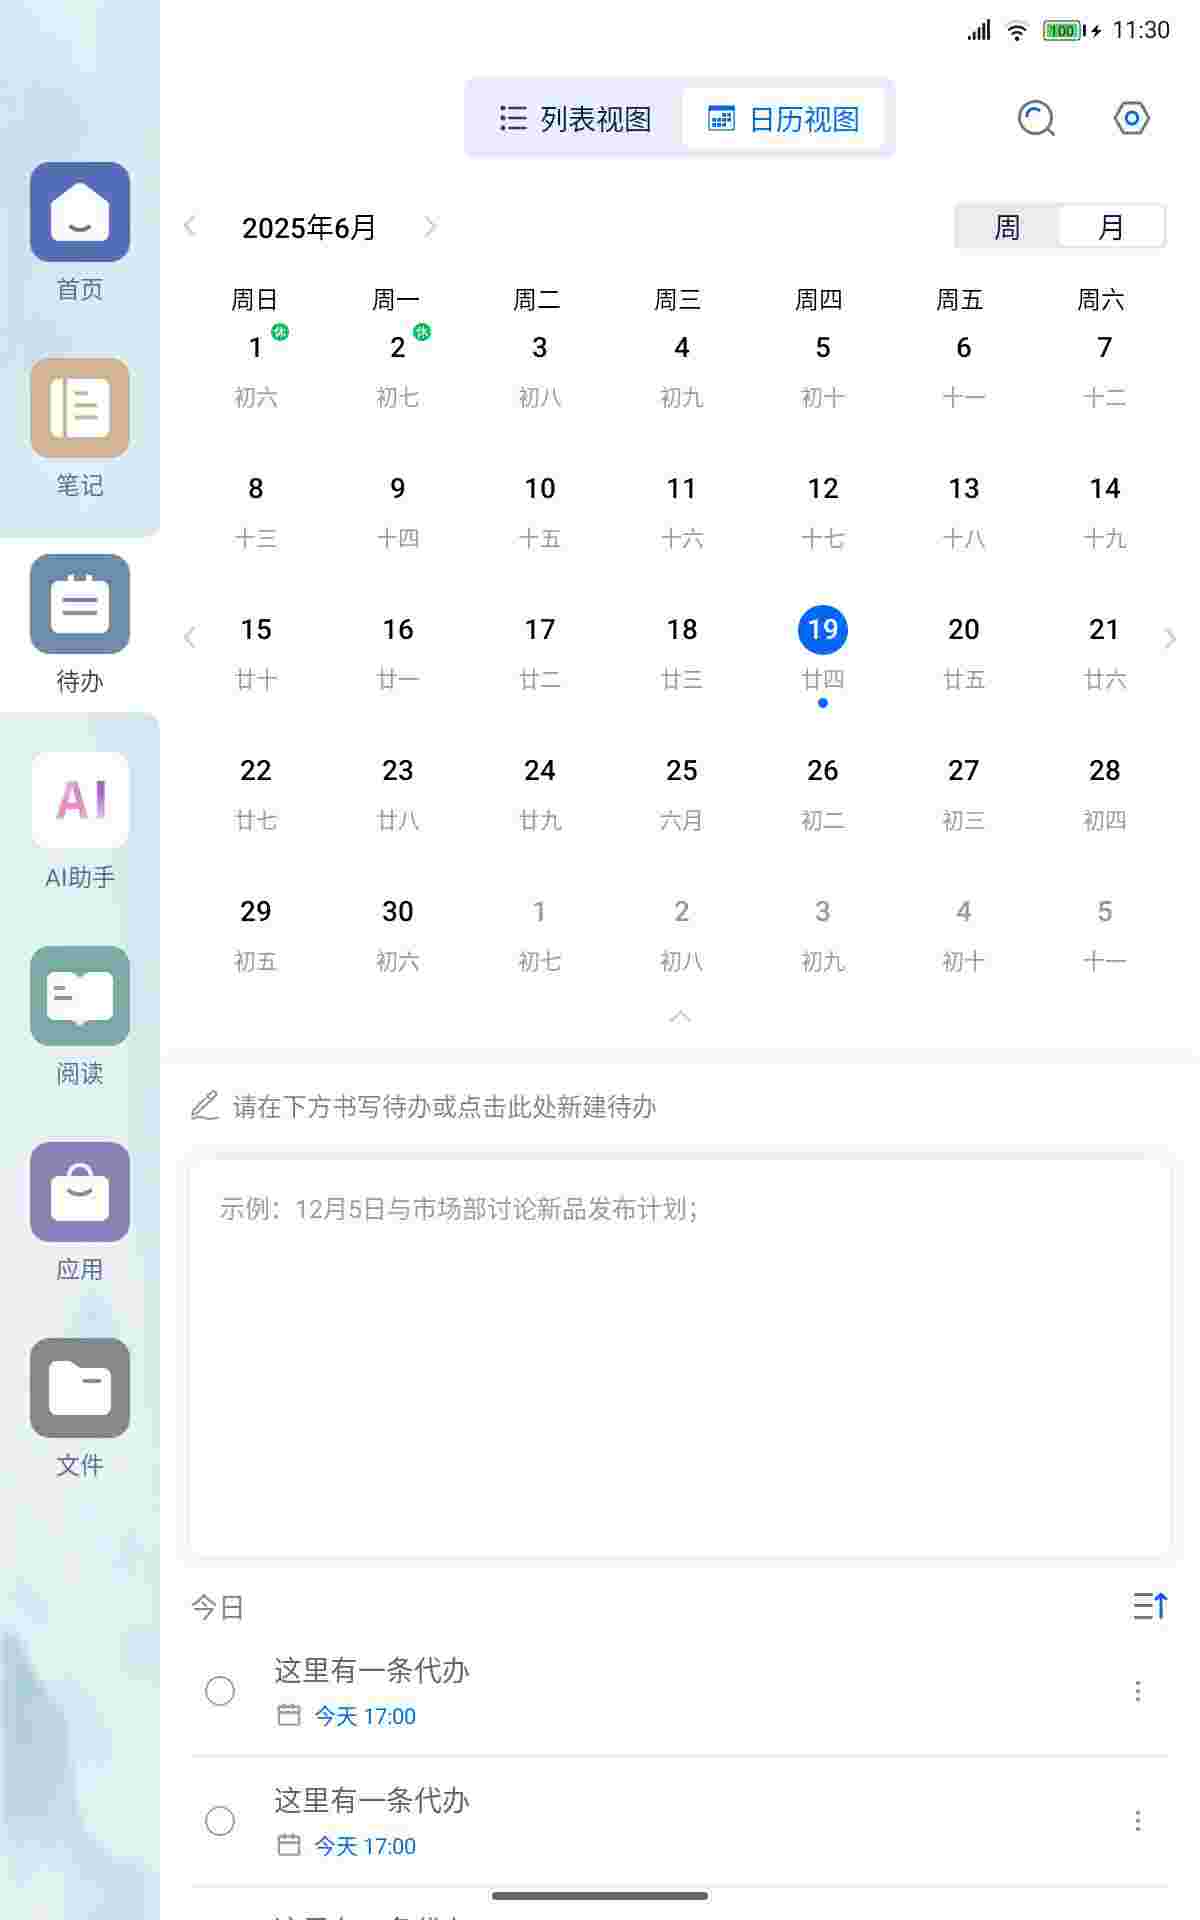 100 11:30
列表视图 日历视图
首页
笔记
待办
AI
AI助手
阅读
应用
文件
2025年6月 周 月
周日 周一 周二 周三 周四 周五 周六
1 休 2 休 3 4 5 6 7
初六 初七 初八 初九 初十 十一 十二
8 9 10 11 12 13 14
十三 十四 十五 十六 十七 十八 十九
15 16 17 18 19 20 21
廿十 廿一 廿二 廿三 廿四 廿五 廿六
22 23 24 25 26 27 28
廿七 廿八 廿九 六月 初二 初三 初四
29 30 1 2 3 4 5
初五 初六 初七 初八 初九 初十 十一
请在下方书写待办或点击此处新建待办
示例：12月5日与市场部讨论新品发布计划；
今日
这里有一条代办
今天 17:00
这里有一条代办
今天 17:00